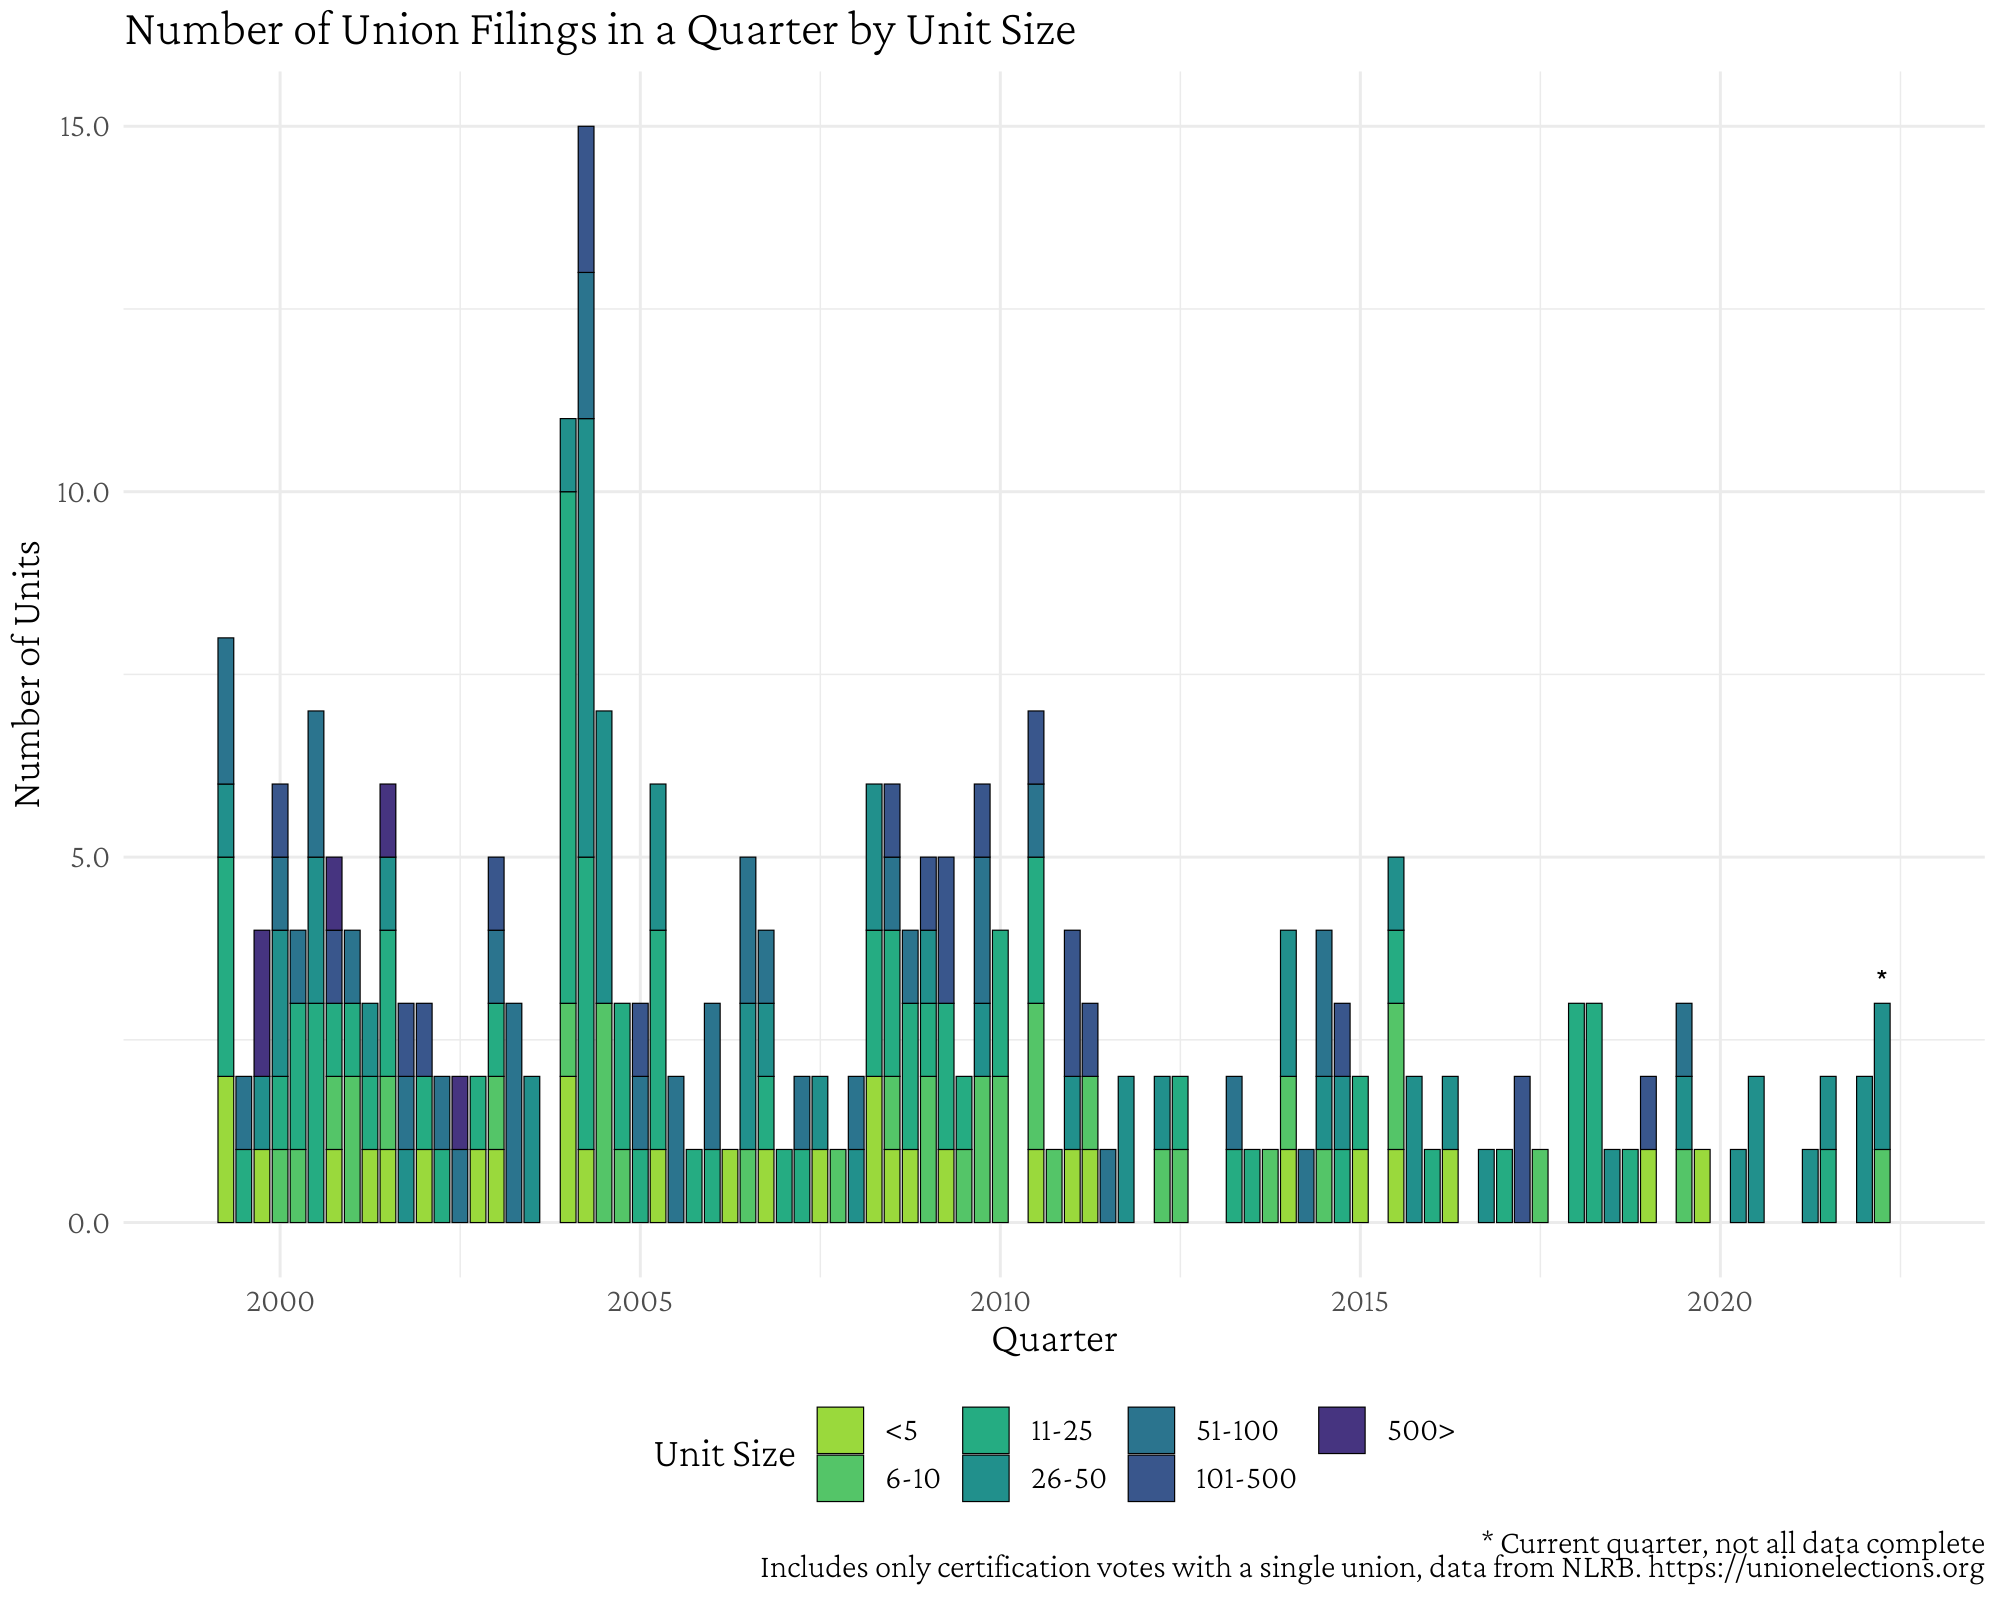 Number of Union Filings in a Quarter by Unit Size
15.0
10.0
5.0
0.0
Number of Units
*
2000 2005 2010 2015 2020
Quarter
Unit Size
<5 11-25 51-100 500>
6-10 26-50 101-500
* Current quarter, not all data complete
Includes only certification votes with a single union, data from NLRB. https://unionelections.org